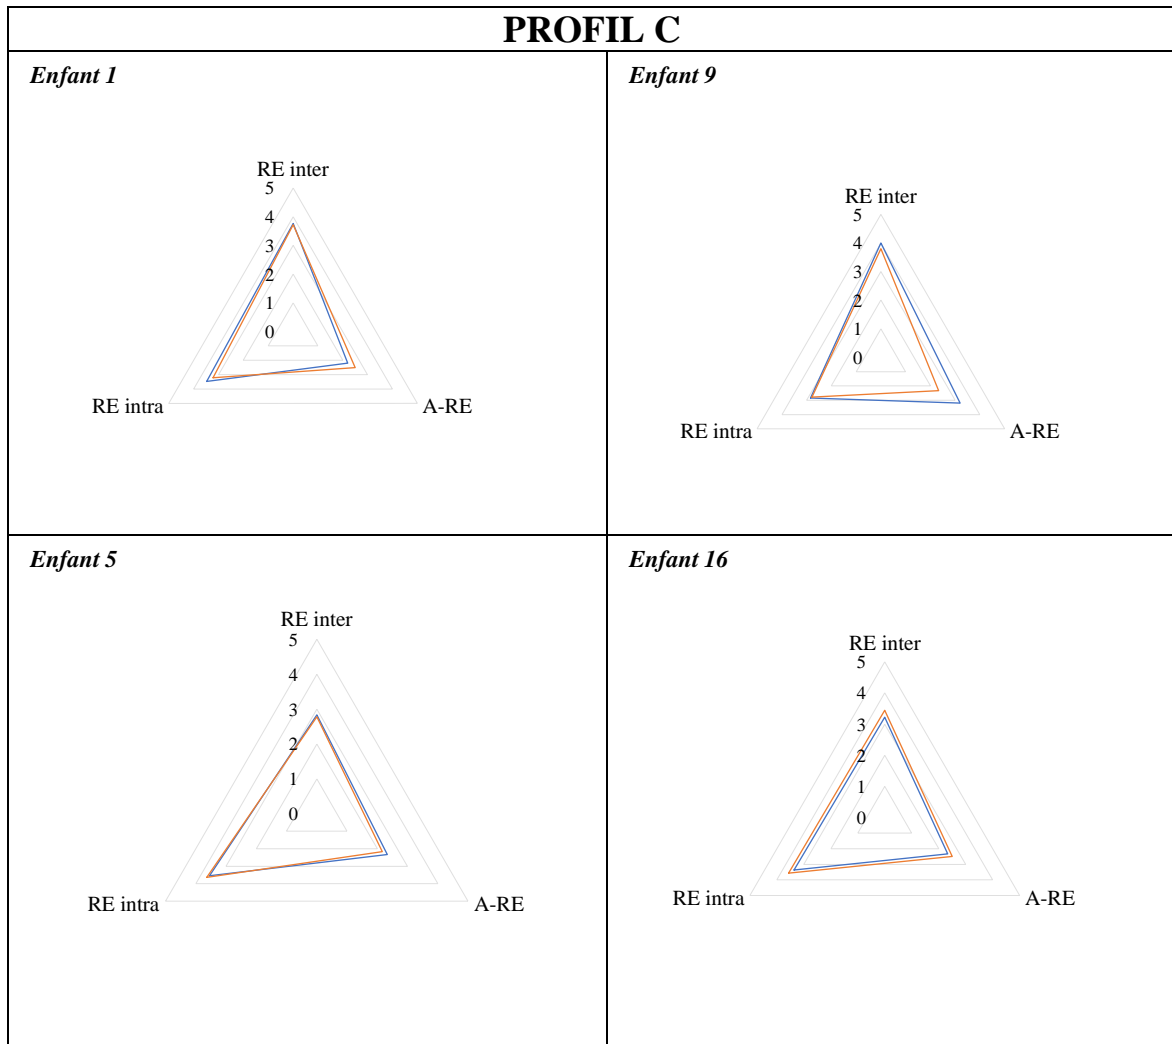 PROFIL C
Enfant 1
RE inter
5
4
3
2
1
0
RE intra
A-RE
Enfant 9
RE inter
5
4
3
2
1
0
RE intra
A-RE
Enfant 5
RE inter
5
4
3
2
1
0
RE intra
A-RE
Enfant 16
RE inter
5
4
3
2
1
0
RE intra
A-RE